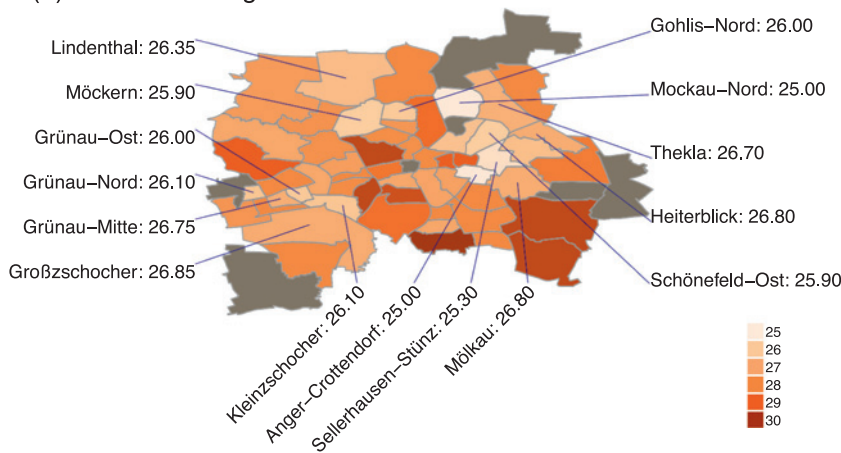 Lindenthal: 26.35
Möckern: 25.90
Grünau–Ost: 26.00
Grünau–Nord: 26.10
Grünau–Mitte: 26.75
Großzschocher: 26.85
Kleinzschocher: 26.10
Anger–Crottendorf: 25.00
Sellerhausen–Stünz: 25.30
Mölkau: 26.80
Gohlis–Nord: 26.00
Mockau–Nord: 25.00
Thekla: 26.70
Heiterblick: 26.80
Schönefeld–Ost: 25.90
25
26
27
28
29
30